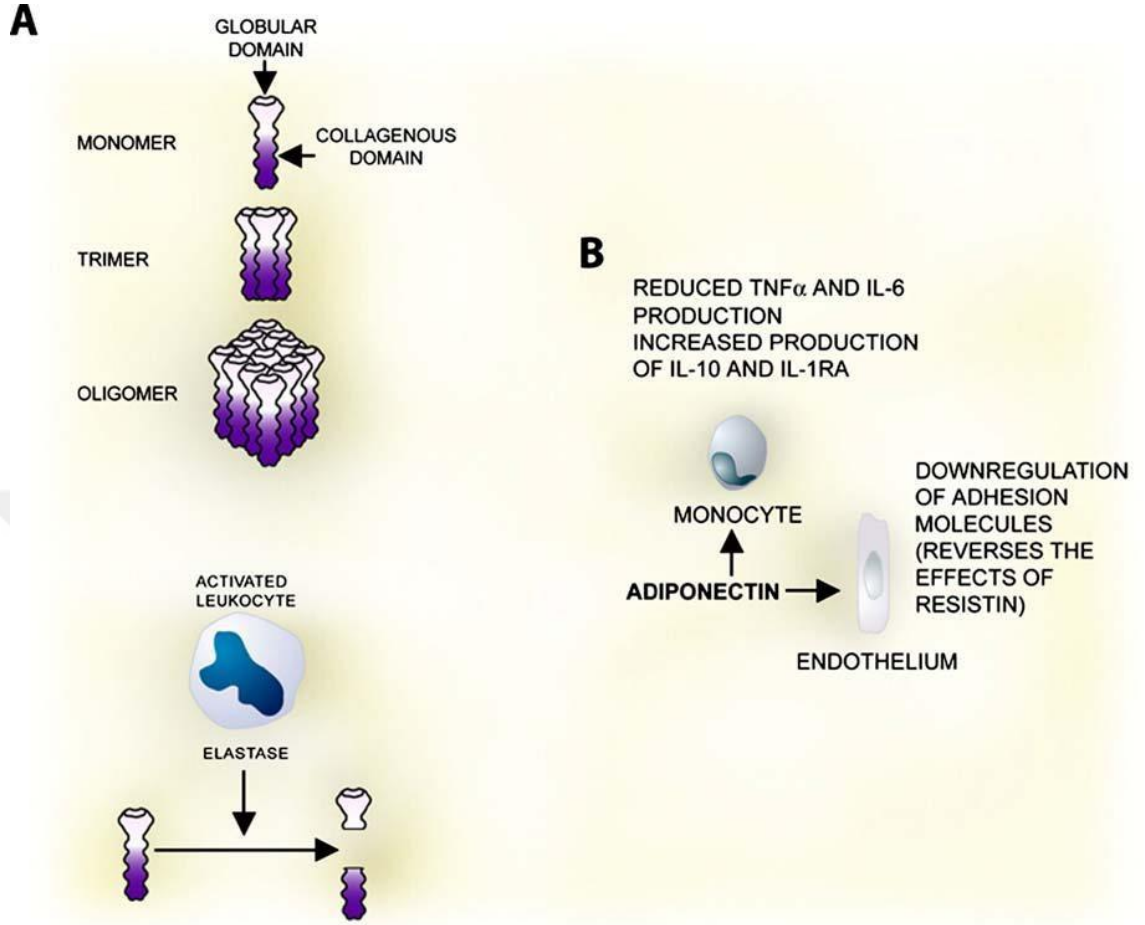 A
GLOBULAR
DOMAIN
MONOMER
COLLAGENOUS
DOMAIN
TRIMER
OLIGOMER
ACTIVATED
LEUKOCYTE
ELASTASE
B
REDUCED TNFα AND IL-6
PRODUCTION
INCREASED PRODUCTION
OF IL-10 AND IL-1RA
MONOCYTE
ADIPONECTIN
DOWNREGULATION
OF ADHESION
MOLECULES
(REVERSES THE
EFFECTS OF
RESISTIN)
ENDOTHELIUM